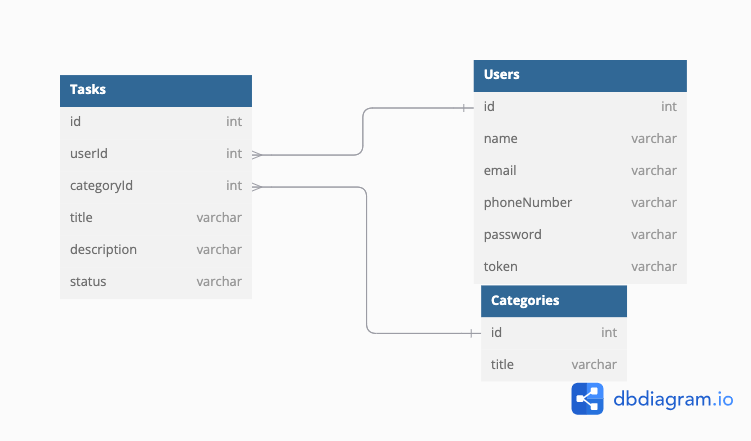 Tasks
id int
userId int
categoryId int
title varchar
description varchar
status varchar
Users
id int
name varchar
email varchar
phoneNumber varchar
password varchar
token varchar
Categories
id int
title varchar
dbdiagram.io